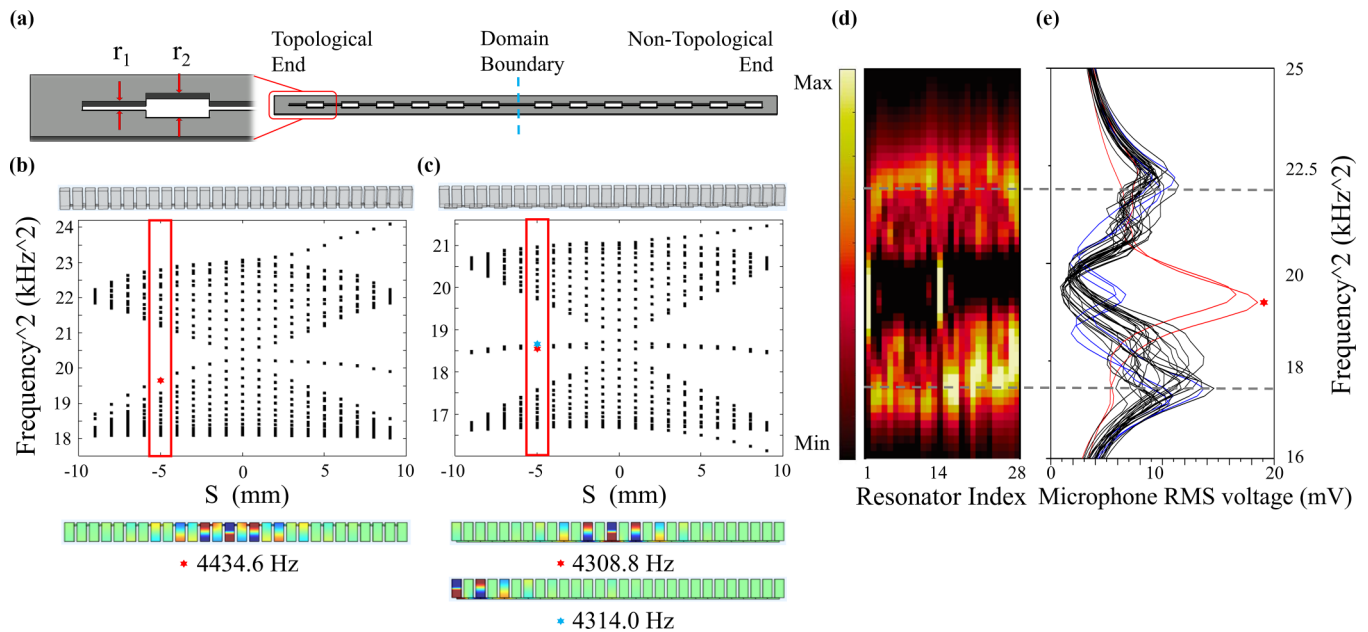 (a)
r1
r2
Topological
End
Domain
Boundary
Non-Topological
End
(b)
24
23
22
21
20
19
18
-10
-5
0
5
10
Frequency^2 (kHz^2)
S (mm)
4434.6 Hz
(c)
21
20
19
18
17
16
-10
-5
0
5
10
S (mm)
4308.8 Hz
4314.0 Hz
(d)
Max
Min
1
14
28
Resonator Index
(e)
25
22.5
20
17.5
16
Frequency^2 (kHz^2)
0
10
20
Microphone RMS voltage (mV)